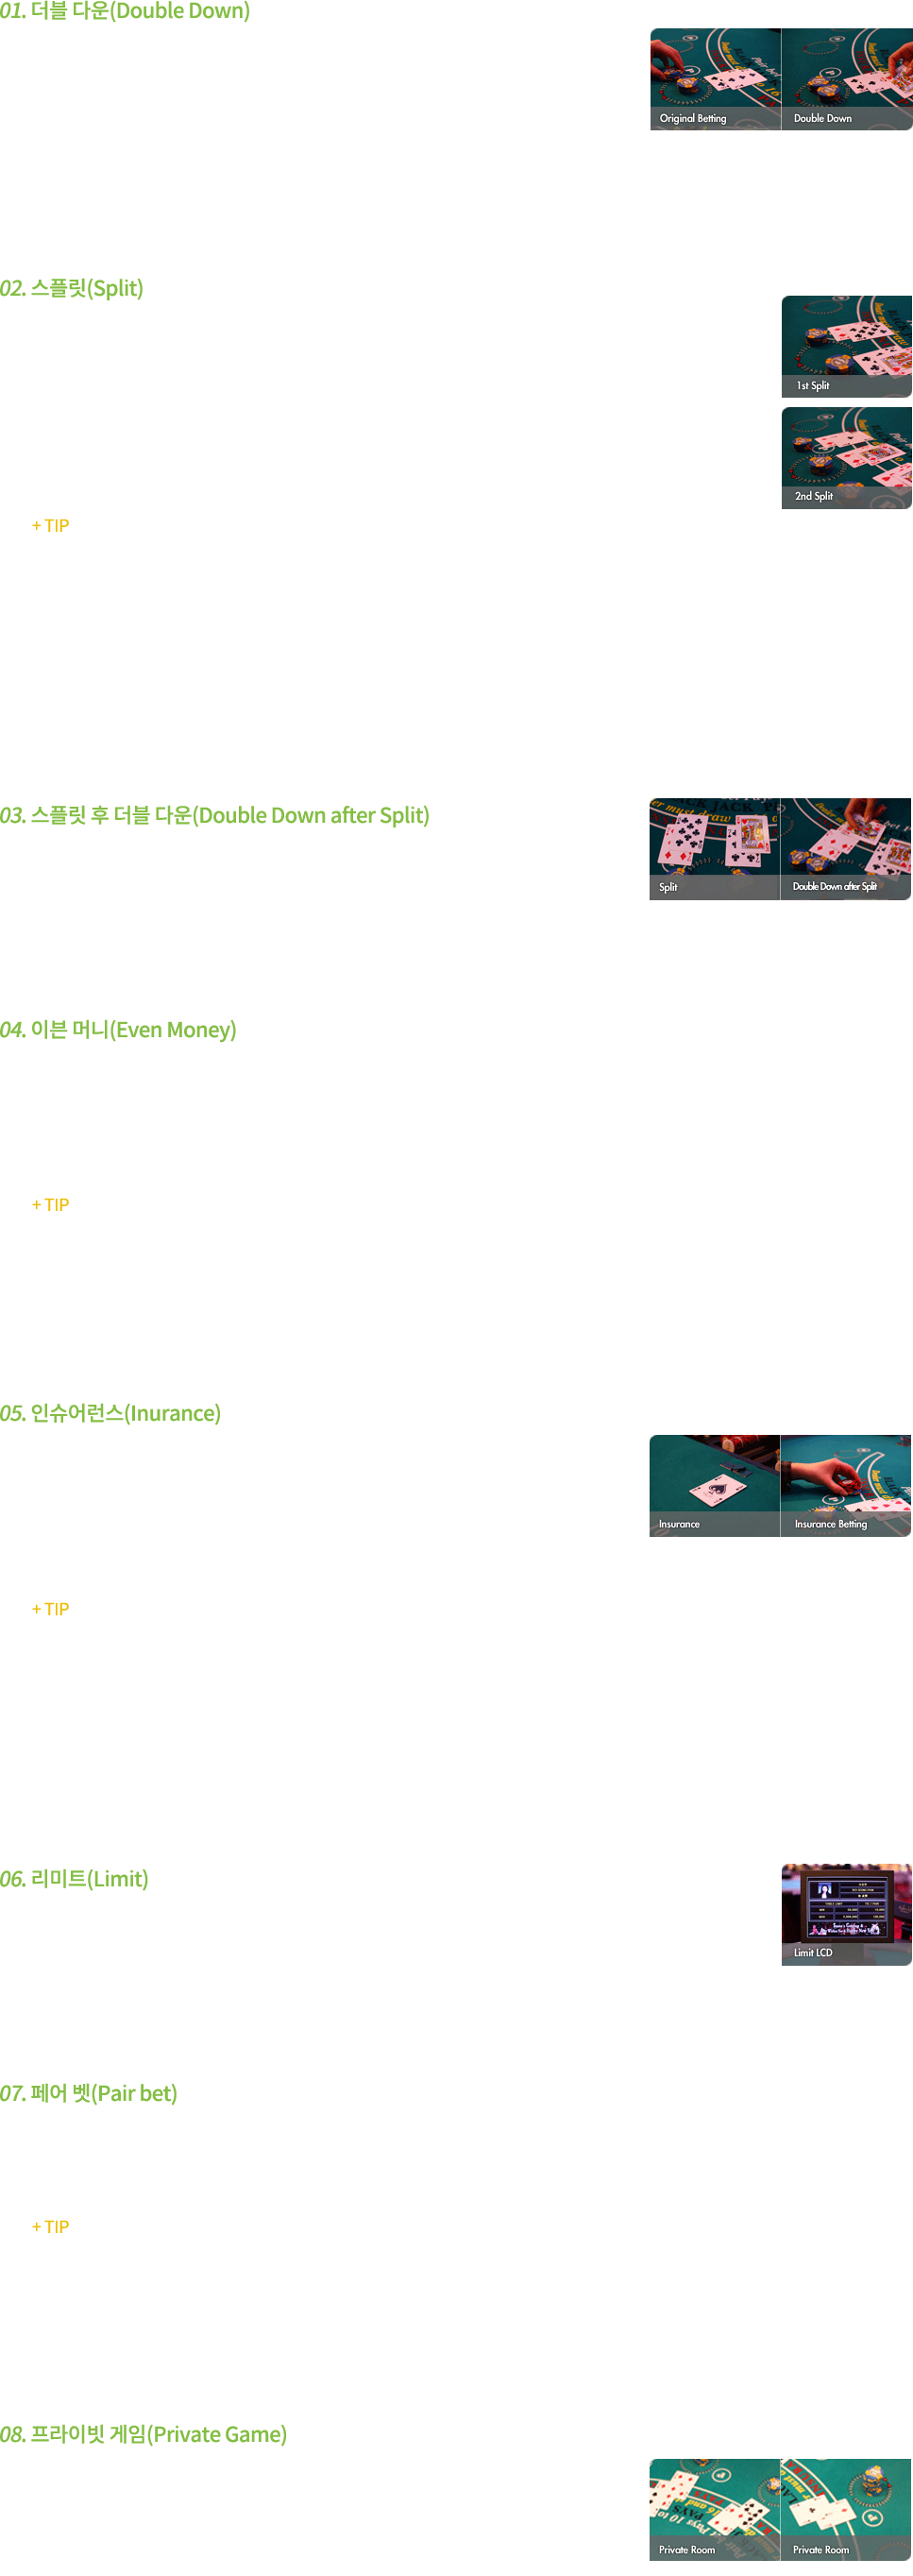 01. 더블 다운(Double Down)
Original Betting
Double Down
02. 스플릿(Split)
1st Split
2nd Split
+ TIP
03. 스플릿 후 더블 다운(Double Down after Split)
Split
Double Down after Split
04. 이븐 머니(Even Money)
+ TIP
05. 인슈어런스(Inurance)
Insurance
Insurance Betting
+ TIP
06. 리미트(Limit)
Limit LCD
07. 페어 벳(Pair bet)
+ TIP
08. 프라이빗 게임(Private Game)
Private Room
Private Room